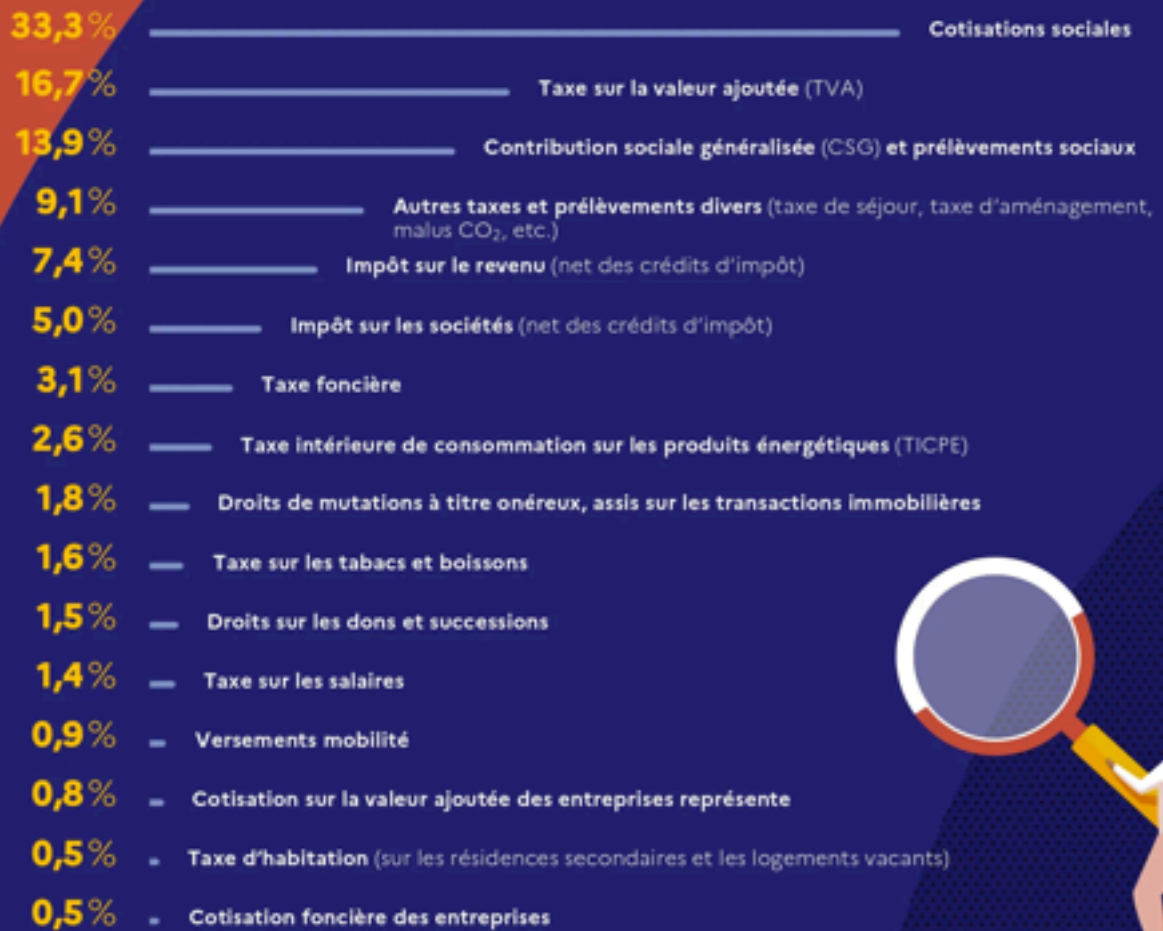 33,3% Cotisations sociales
16,7% Taxe sur la valeur ajoutée (TVA)
13,9% Contribution sociale généralisée (CSG) et prélèvements sociaux
9,1% Autres taxes et prélèvements divers (taxe de séjour, taxe d'aménagement,
malus CO₂, etc.)
7,4% Impôt sur le revenu (net des crédits d'impôt)
5,0% Impôt sur les sociétés (net des crédits d'impôt)
3,1% Taxe foncière
2,6% Taxe intérieure de consommation sur les produits énergétiques (TICPE)
1,8% Droits de mutations à titre onéreux, assis sur les transactions immobilières
1,6% Taxe sur les tabacs et boissons
1,5% Droits sur les dons et successions
1,4% Taxe sur les salaires
0,9% Versements mobilité
0,8% Cotisation sur la valeur ajoutée des entreprises représente
0,5% Taxe d'habitation (sur les résidences secondaires et les logements vacants)
0,5% Cotisation foncière des entreprises